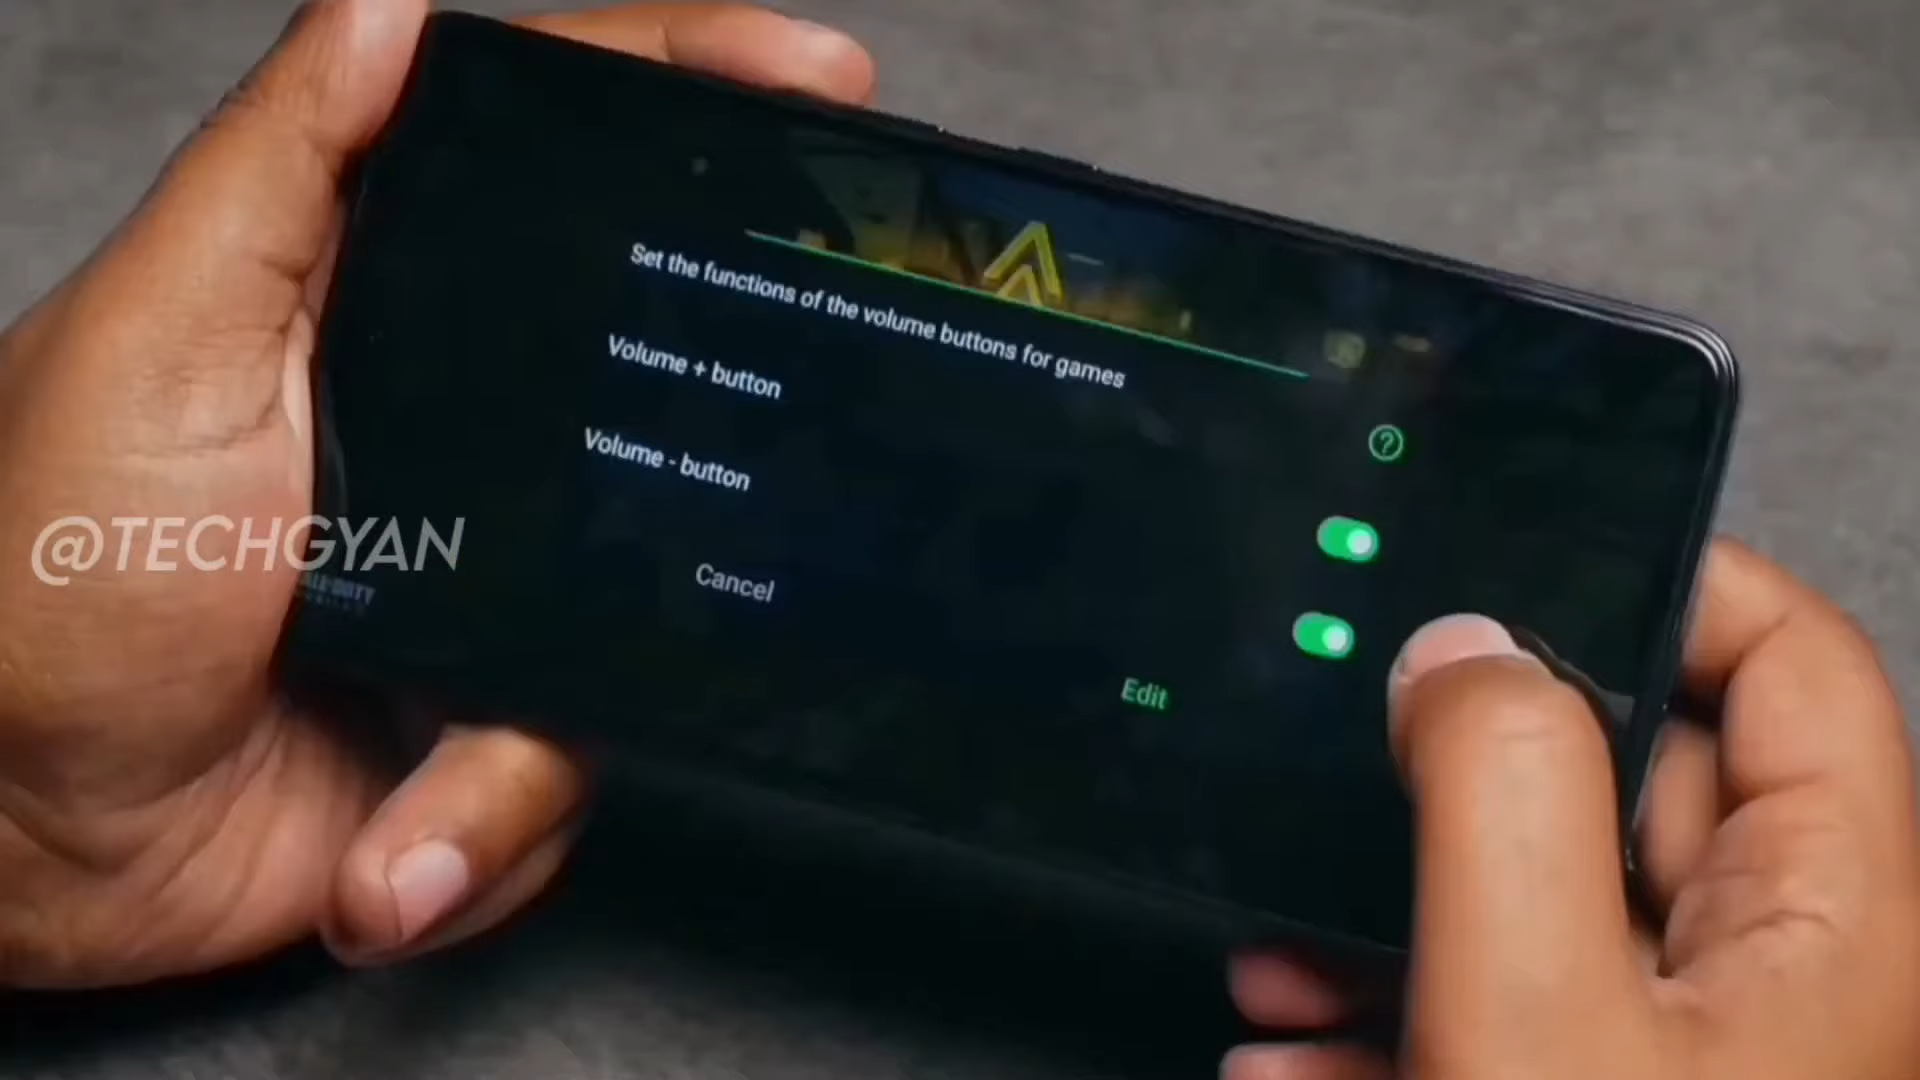 Set the functions of the volume buttons for games
Volume + button
Volume - button
Cancel
Edit
@TECHGYAN